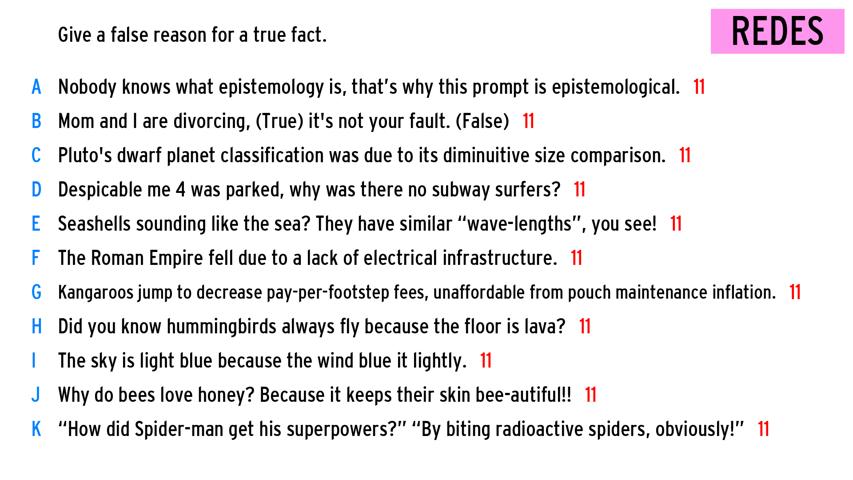 Give a false reason for a true fact.
REDES
A Nobody knows what epistemology is, that's why this prompt is epistemological. 11
B Mom and I are divorcing, (True) it's not your fault. (False) 11
C Pluto's dwarf planet classification was due to its diminuitive size comparison. 11
D Despicable me 4 was parked, why was there no subway surfers? 11
E Seashells sounding like the sea? They have similar “wave-lengths”, you see! 11
F The Roman Empire fell due to a lack of electrical infrastructure. 11
G Kangaroos jump to decrease pay-per-footstep fees, unaffordable from pouch maintenance inflation. 11
H Did you know hummingbirds always fly because the floor is lava? 11
I The sky is light blue because the wind blue it lightly. 11
J Why do bees love honey? Because it keeps their skin bee-autiful!! 11
K “How did Spider-man get his superpowers?” “By biting radioactive spiders, obviously!” 11